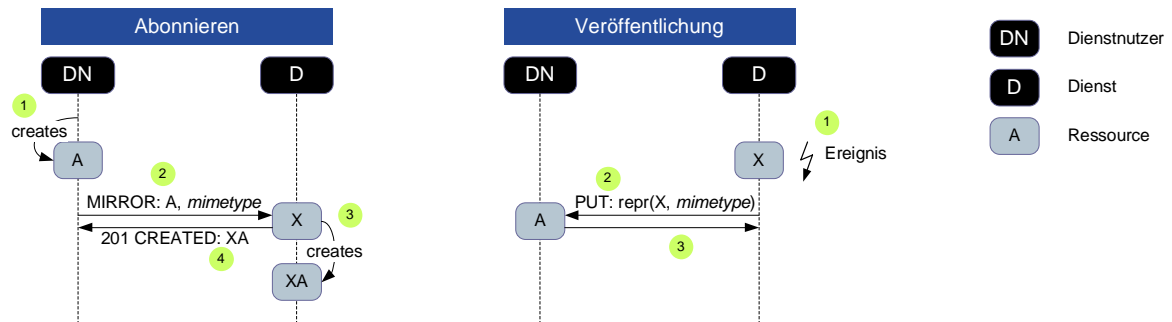 Abonnieren
DN
D
1
creates
A
2
MIRROR: A, mimetype
X
3
201 CREATED: XA
creates
4
XA
Veröffentlichung
DN
D
1
X
Ereignis
2
PUT: repr(X, mimetype)
A
3
DN Dienstnutzer
D Dienst
A Ressource